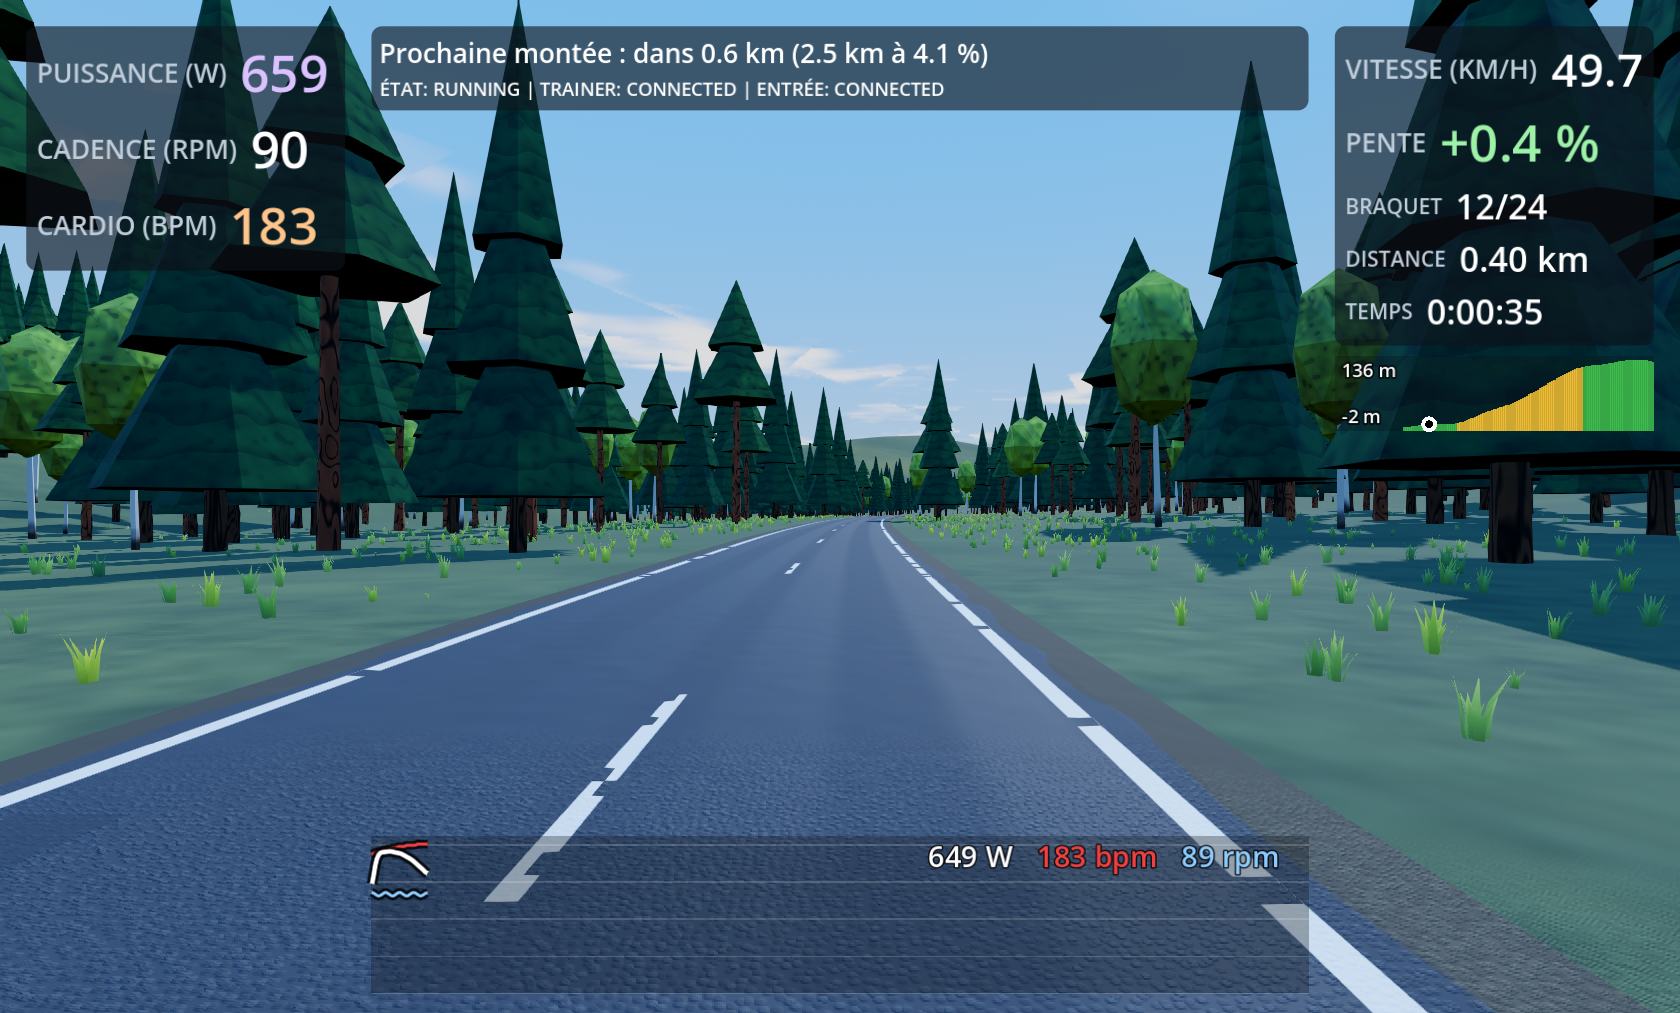 PUISSANCE (W) 659
CADENCE (RPM) 90
CARDIO (BPM) 183
Prochaine montée : dans 0.6 km (2.5 km à 4.1 %)
ÉTAT: RUNNING | TRAINER: CONNECTED | ENTRÉE: CONNECTED
VITESSE (KM/H) 49.7
PENTE +0.4 %
BRAQUET 12/24
DISTANCE 0.40 km
TEMPS 0:00:35
136 m
-2 m
649 W 183 bpm 89 rpm